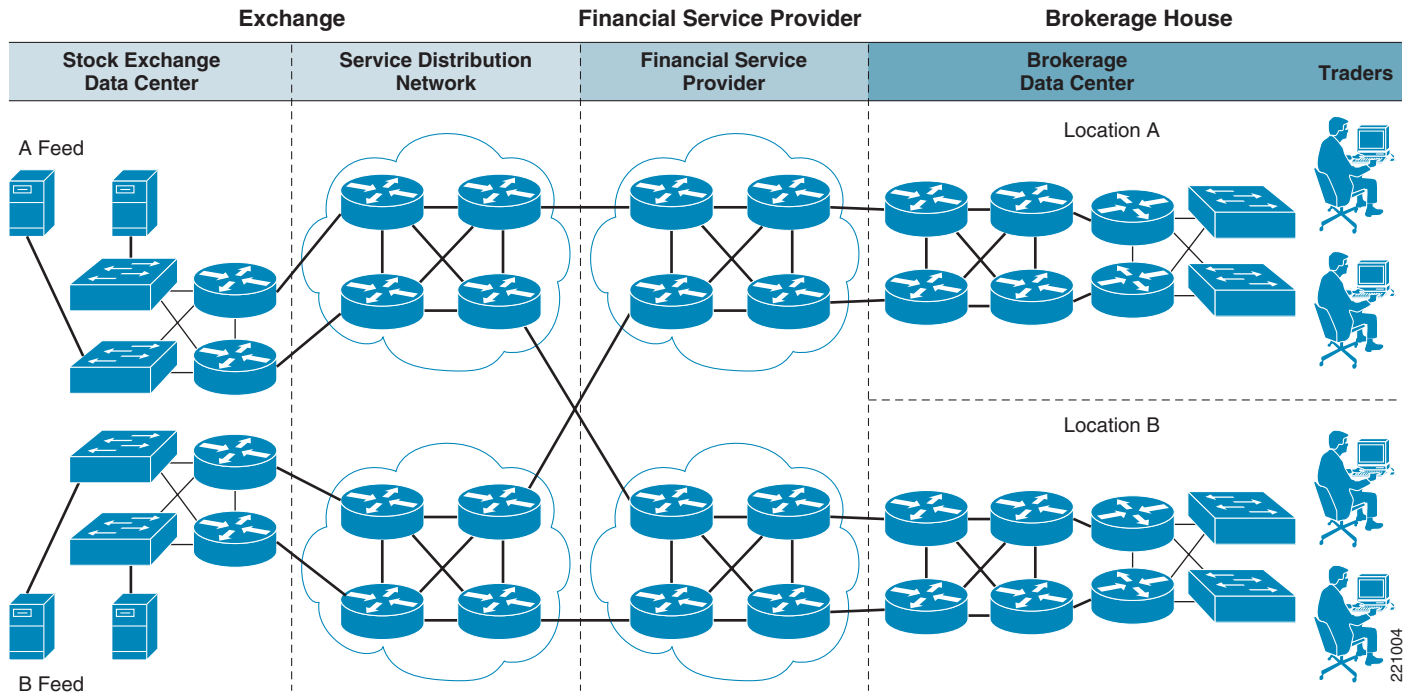 Exchange
Financial Service Provider
Brokerage House
Stock Exchange
Data Center
Service Distribution
Network
Financial Service
Provider
Brokerage
Data Center
Traders
A Feed
Location A
Location B
B Feed
221004